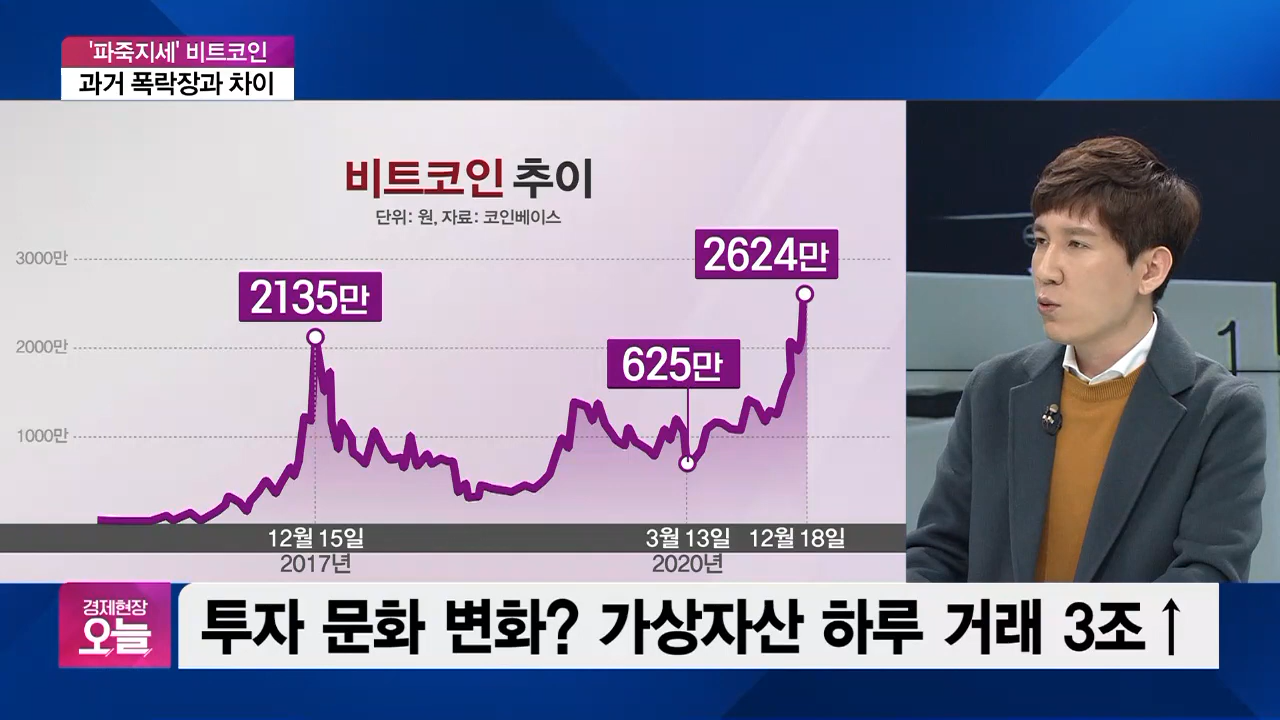 '파죽지세' 비트코인
과거 폭락장과 차이
비트코인 추이
단위: 원, 자료: 코인베이스
3000만
2624만
2135만
2000만
625만
1000만
12월 15일
3월 13일
12월 18일
2017년
2020년
1
경제현장
오늘
투자 문화 변화? 가상자산 하루 거래 3조↑